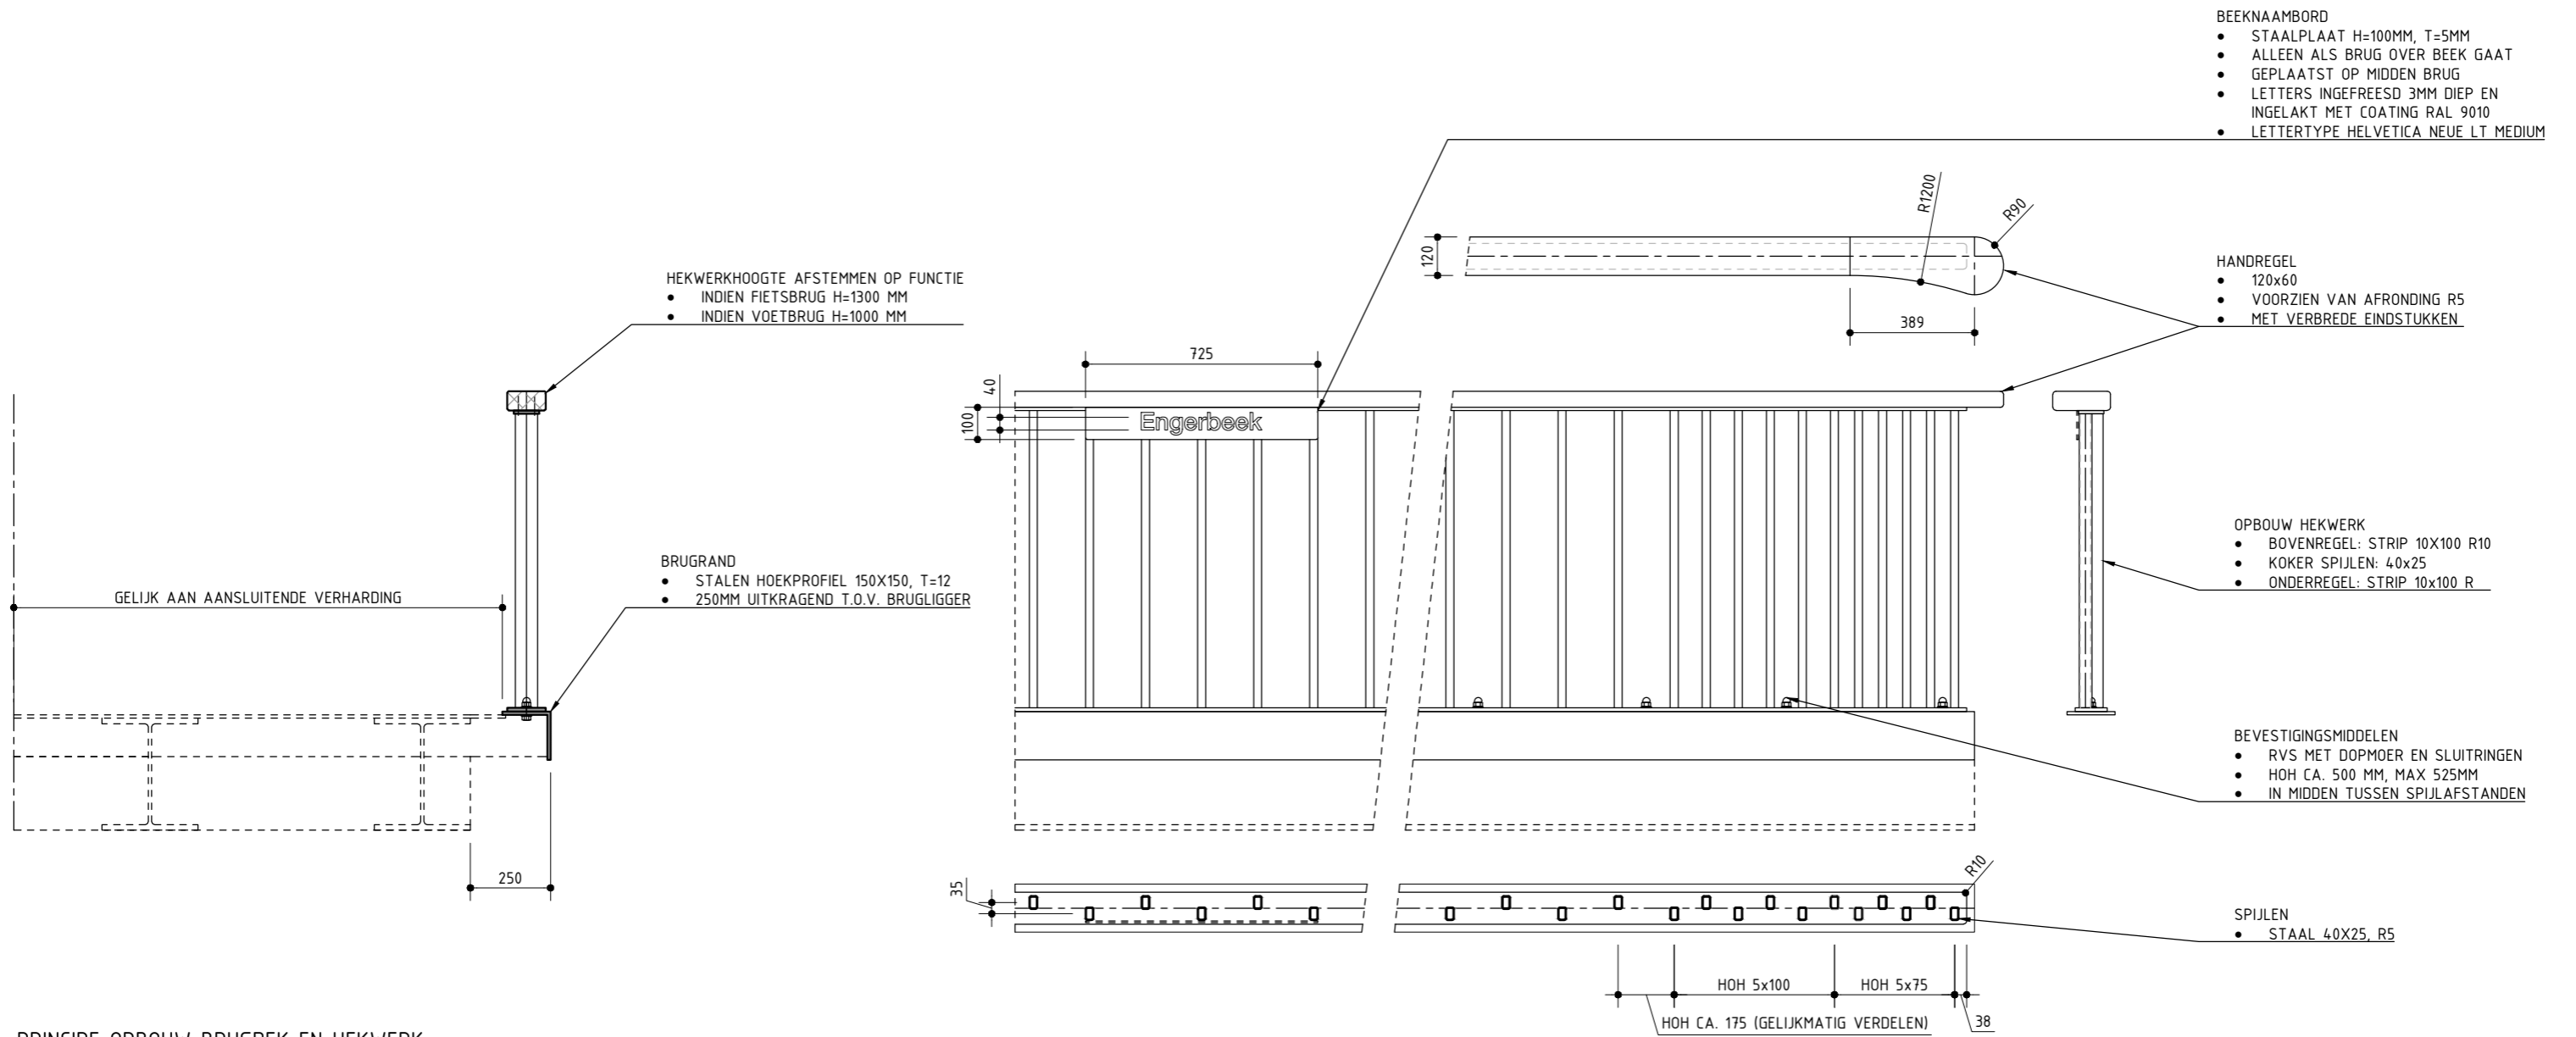 BEEKNAAMBORD
• STAALPLAAT H=100MM, T=5MM
• ALLEEN ALS BRUG OVER BEEK GAAT
• GEPLAATST OP MIDDEN BRUG
• LETTERS INGEFREESD 3MM DIEP EN
INGELAKT MET COATING RAL 9010
• LETTERTYPE HELVETICA NEUE LT MEDIUM
R1200
R90
120
389
HANDREGEL
• 120x60
• VOORZIEN VAN AFRONDING R5
• MET VERBREDE EINDSTUKKEN
HEKWERKHOOGTE AFSTEMMEN OP FUNCTIE
• INDIEN FIETSBRUG H=1300 MM
• INDIEN VOETBRUG H=1000 MM
725
40
100
Engerbeek
OPBOUW HEKWERK
• BOVENREGEL: STRIP 10X100 R10
• KOKER SPIJLEN: 40x25
• ONDERREGEL: STRIP 10x100 R
BRUGRAND
• STALEN HOEKPROFIEL 150X150, T=12
• 250MM UITKRAGEND T.O.V. BRUGLIGGER
GELIJK AAN AANSLUITENDE VERHARDING
BEVESTIGINGSMIDDELEN
• RVS MET DOPMOER EN SLUITRINGEN
• HOH CA. 500 MM, MAX 525MM
• IN MIDDEN TUSSEN SPIJLAFSTANDEN
250
35
R10
SPIJLEN
• STAAL 40X25, R5
HOH 5x100
HOH 5x75
HOH CA. 175 (GELIJKMATIG VERDELEN)
38